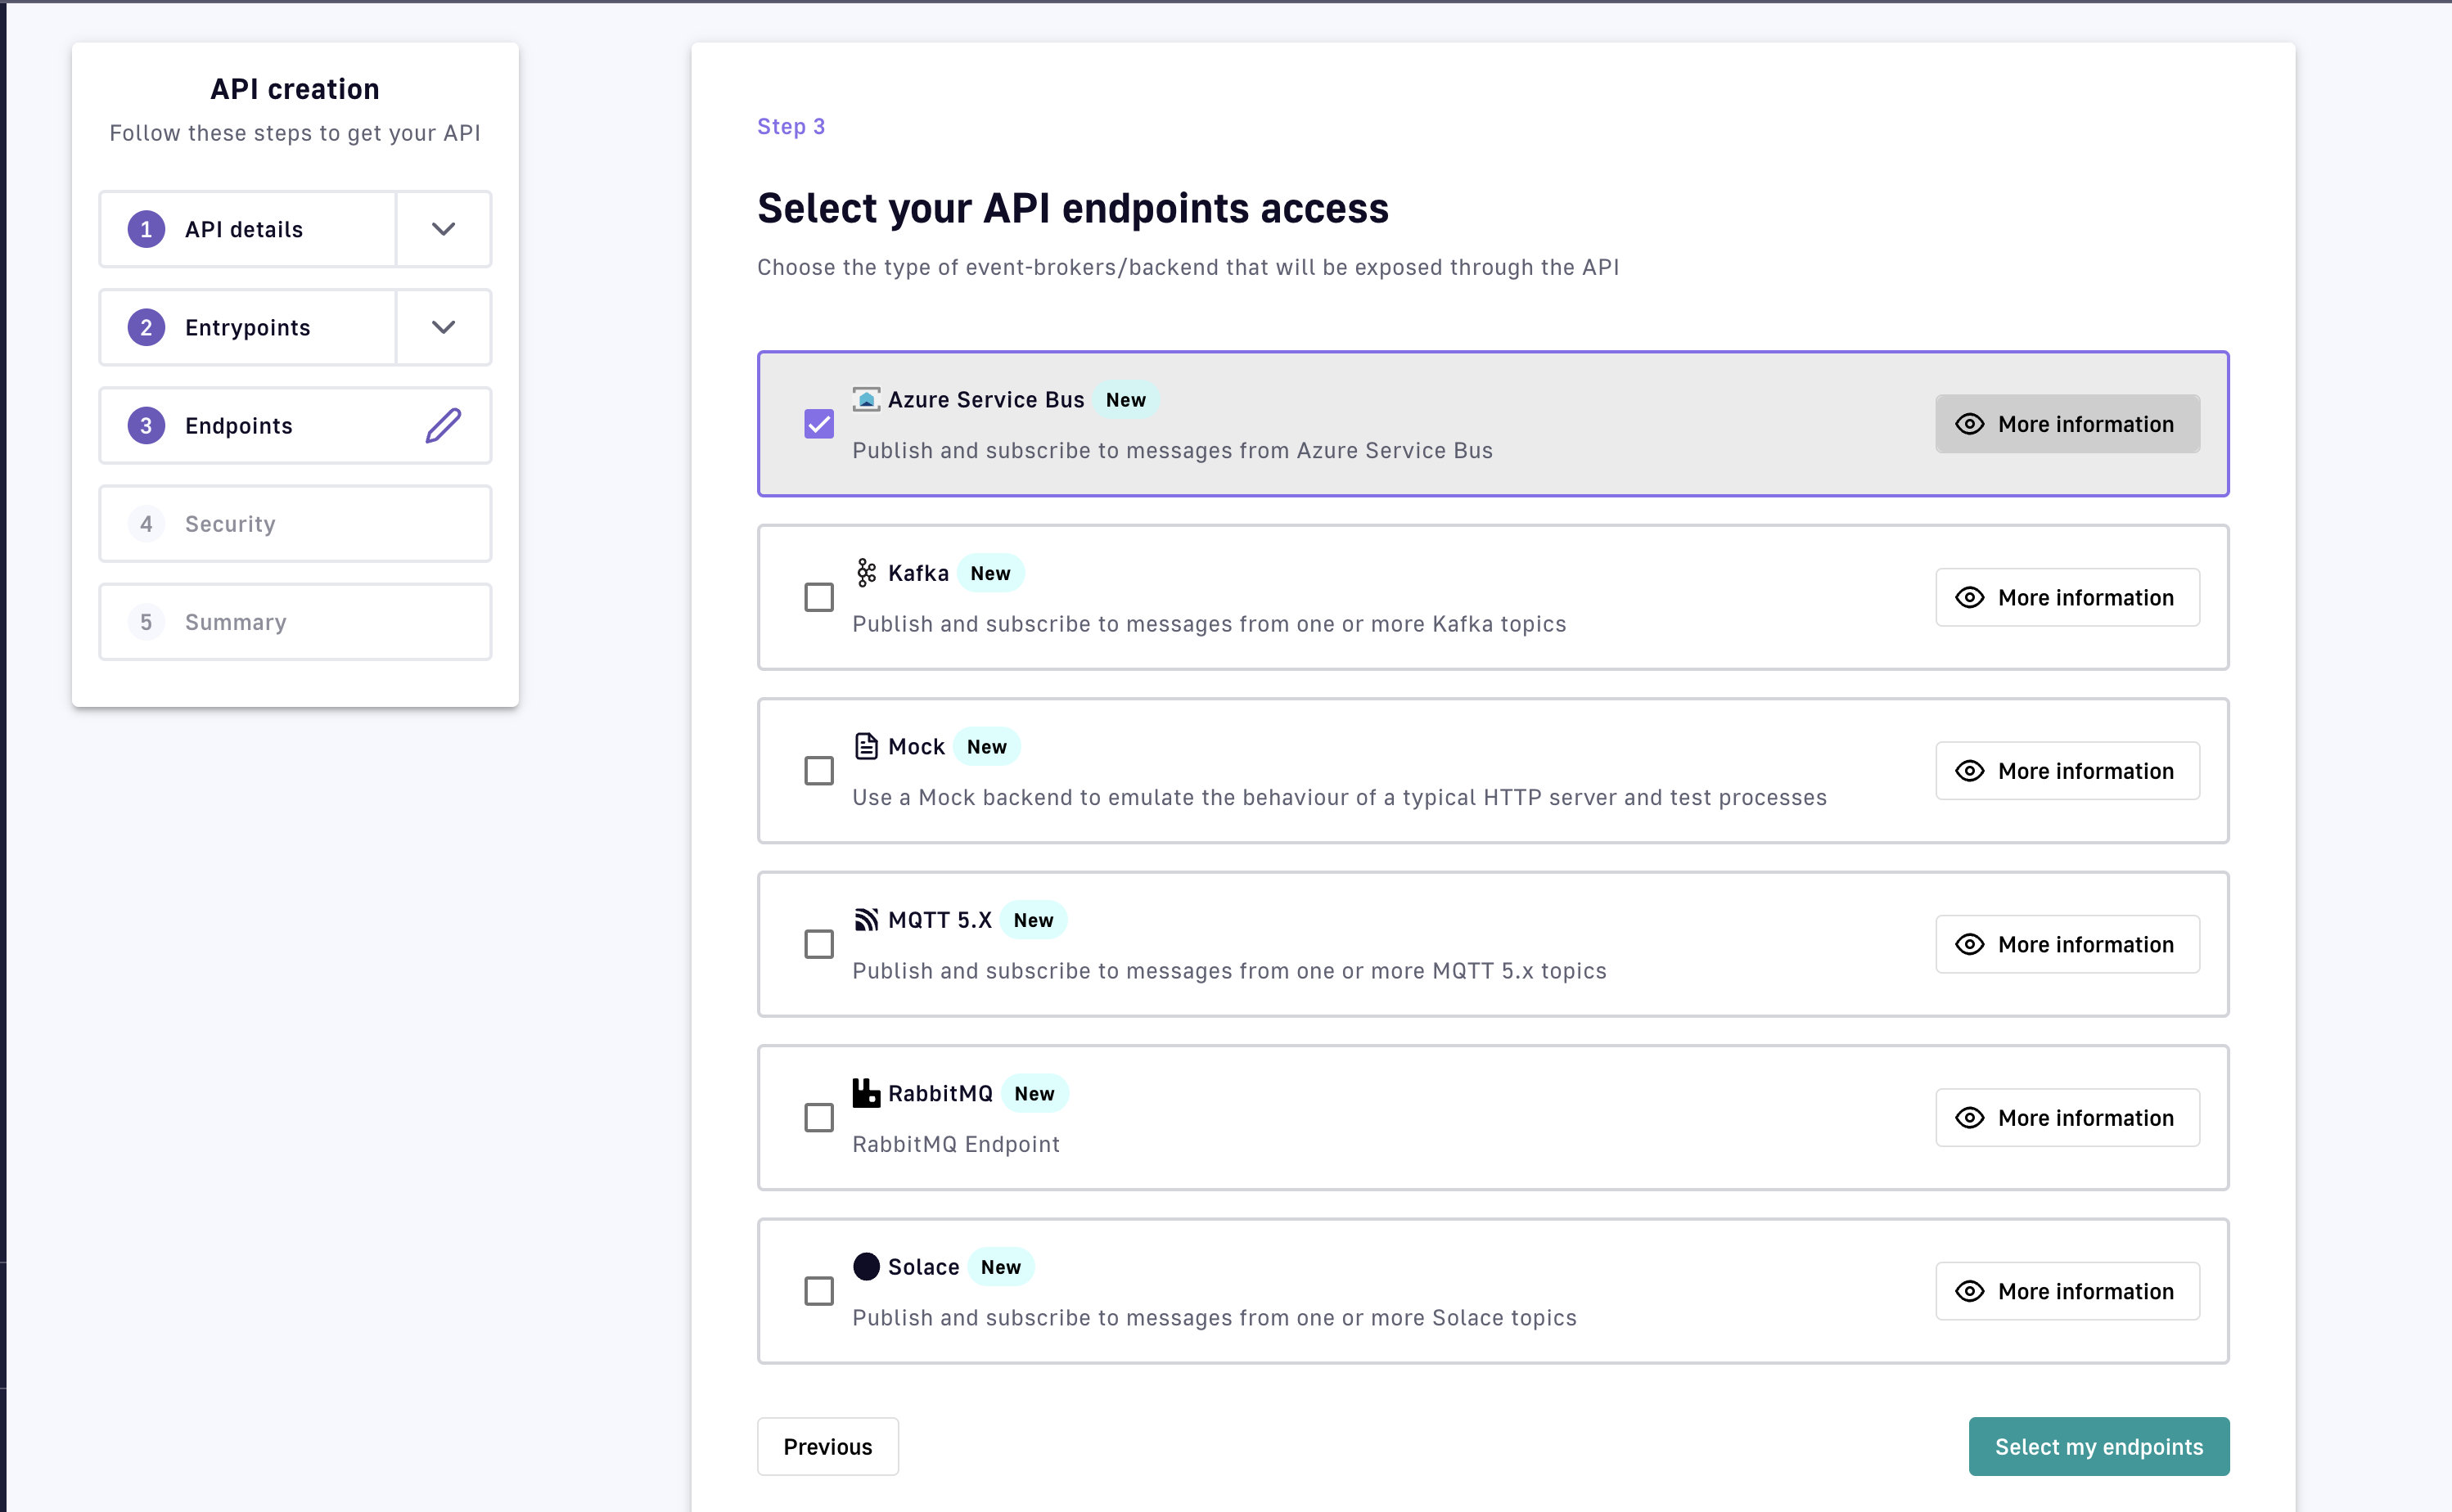 API creation
Follow these steps to get your API
1 API details
2 Entrypoints
3 Endpoints
4 Security
5 Summary
Step 3
Select your API endpoints access
Choose the type of event-brokers/backend that will be exposed through the API
Azure Service Bus New
Publish and subscribe to messages from Azure Service Bus
More information
Kafka New
Publish and subscribe to messages from one or more Kafka topics
More information
Mock New
Use a Mock backend to emulate the behaviour of a typical HTTP server and test processes
More information
MQTT 5.X New
Publish and subscribe to messages from one or more MQTT 5.x topics
More information
RabbitMQ New
RabbitMQ Endpoint
More information
Solace New
Publish and subscribe to messages from one or more Solace topics
More information
Previous
Select my endpoints